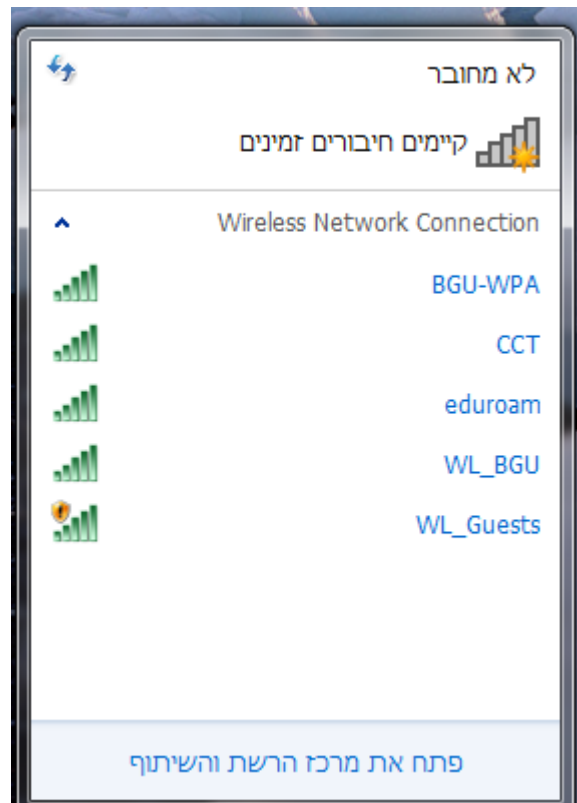 לא מחובר
קיימים חיבורים זמינים
Wireless Network Connection
BGU-WPA
CCT
eduroam
WL_BGU
WL_Guests
פתח את מרכז הרשת והשיתוף